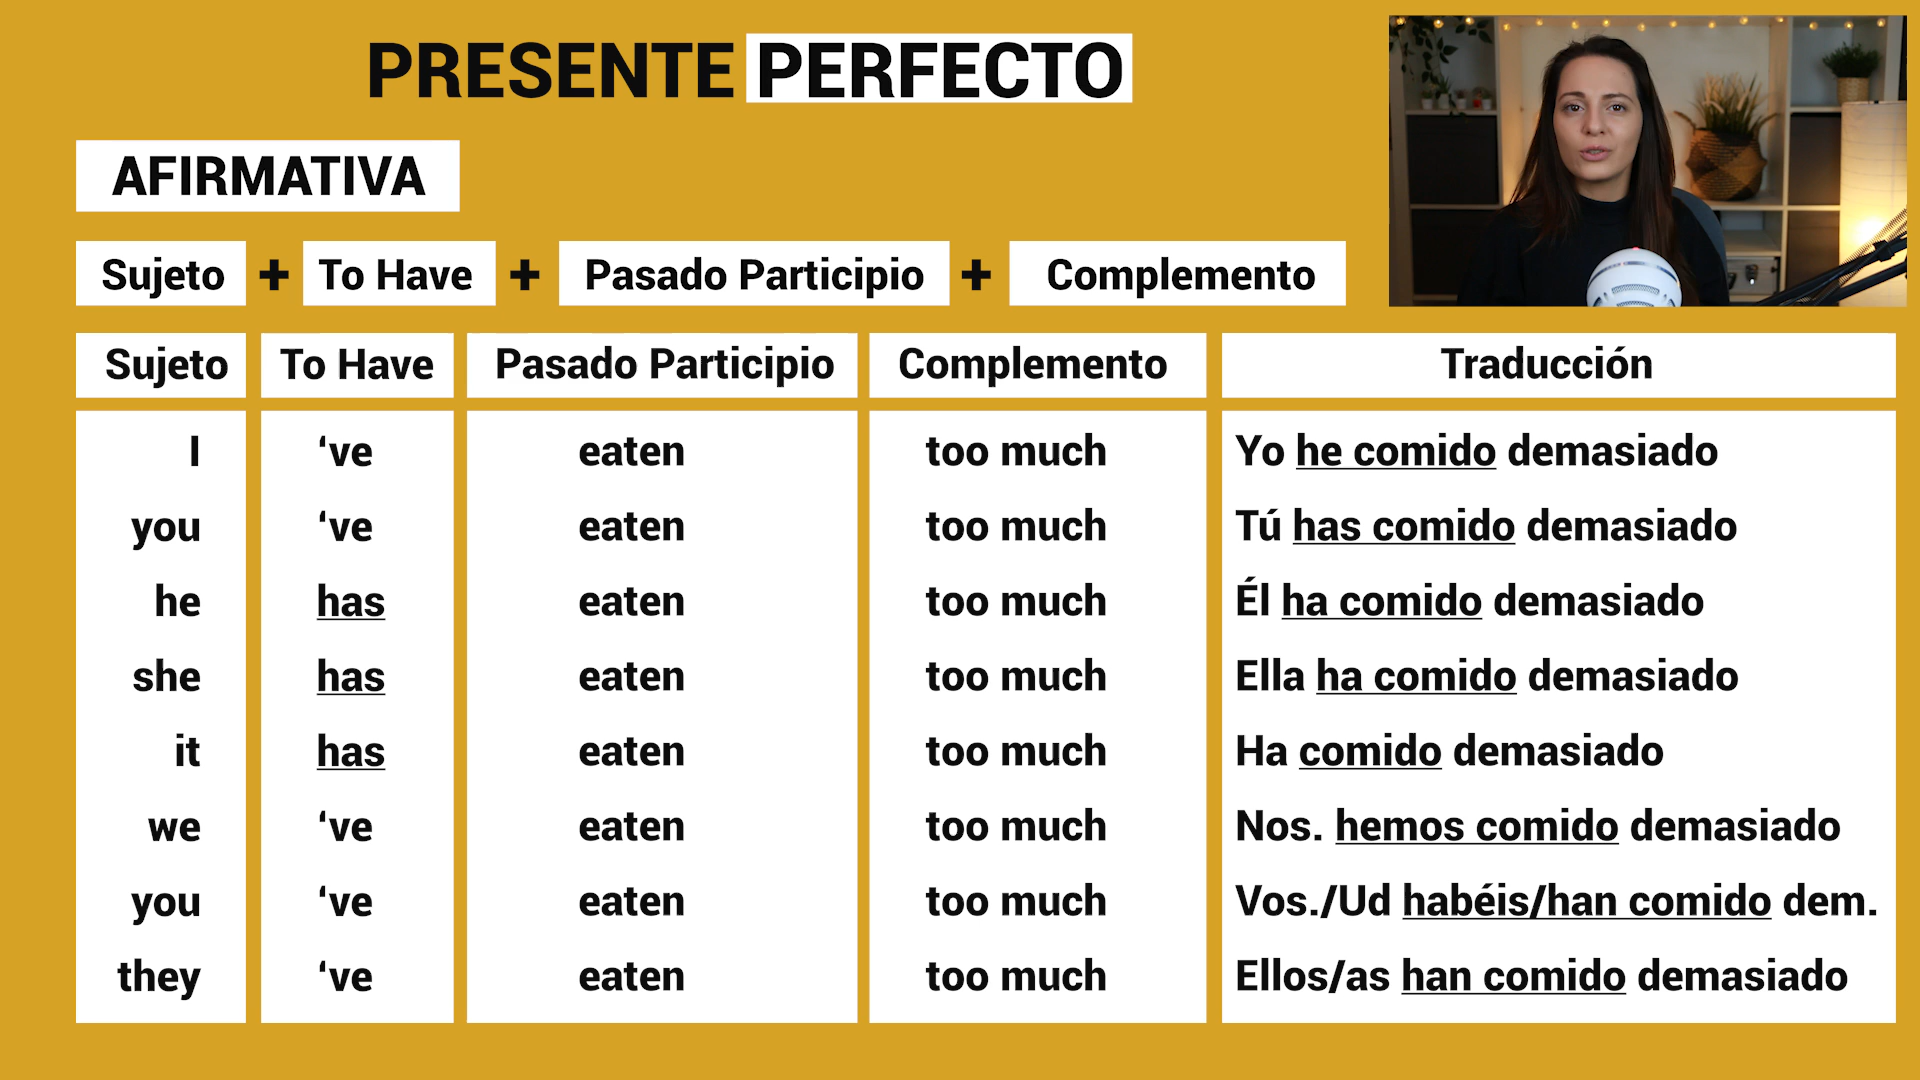 PRESENTE PERFECTO
AFIRMATIVA
Sujeto + To Have + Pasado Participio + Complemento
Sujeto To Have Pasado Participio Complemento Traducción
I ‘ve eaten too much Yo he comido demasiado
you ‘ve eaten too much Tú has comido demasiado
he has eaten too much Él ha comido demasiado
she has eaten too much Ella ha comido demasiado
it has eaten too much Ha comido demasiado
we ‘ve eaten too much Nos. hemos comido demasiado
you ‘ve eaten too much Vos./Ud habéis/han comido dem.
they ‘ve eaten too much Ellos/as han comido demasiado